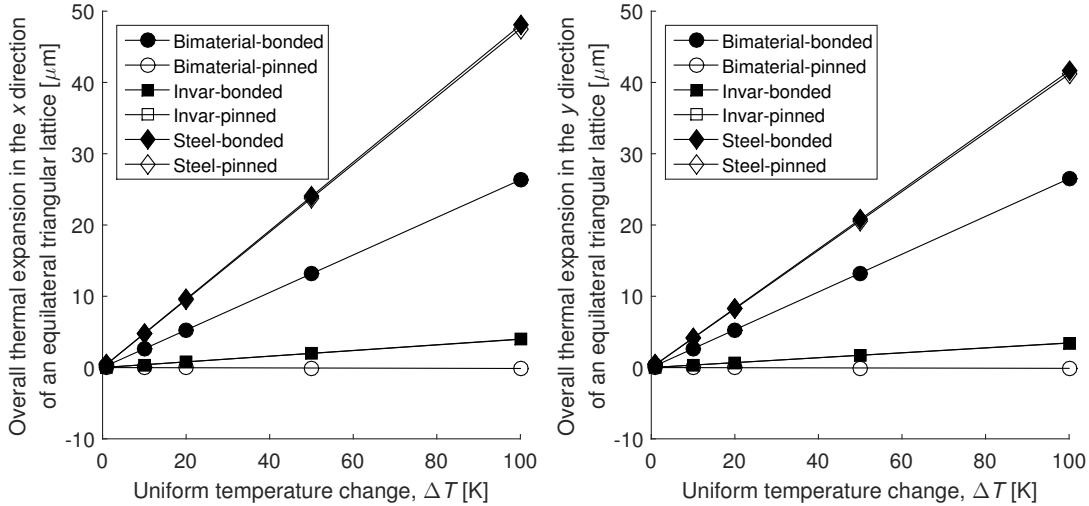 Overall thermal expansion in the x direction
of an equilateral triangular lattice [μm]
50
40
30
20
10
0
-10
Bimaterial-bonded
Bimaterial-pinned
Invar-bonded
Invar-pinned
Steel-bonded
Steel-pinned
0 20 40 60 80 100
Uniform temperature change, ΔT [K]
Overall thermal expansion in the y direction
of an equilateral triangular lattice [μm]
50
40
30
20
10
0
-10
Bimaterial-bonded
Bimaterial-pinned
Invar-bonded
Invar-pinned
Steel-bonded
Steel-pinned
0 20 40 60 80 100
Uniform temperature change, ΔT [K]